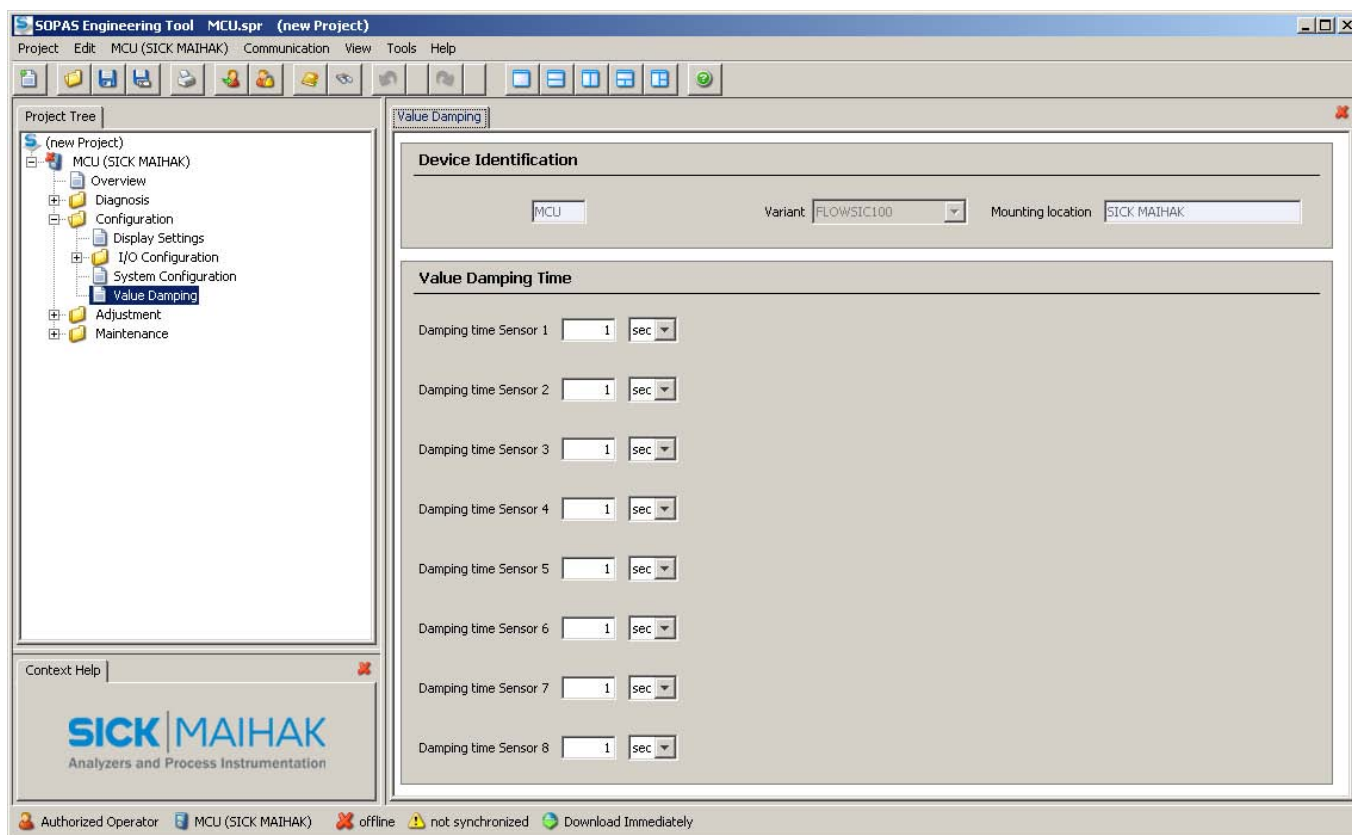 SOPAS Engineering Tool MCU.spr (new Project)
Project Edit MCU (SICK MAIHAK) Communication View Tools Help
Project Tree
(new Project)
MCU (SICK MAIHAK)
Overview
Diagnosis
Configuration
Display Settings
I/O Configuration
System Configuration
Value Damping
Adjustment
Maintenance
Context Help
SICK MAIHAK
Analyzers and Process Instrumentation
Value Damping
Device Identification
MCU Variant FLOWSIC100 Mounting location SICK MAIHAK
Value Damping Time
Damping time Sensor 1 1 sec
Damping time Sensor 2 1 sec
Damping time Sensor 3 1 sec
Damping time Sensor 4 1 sec
Damping time Sensor 5 1 sec
Damping time Sensor 6 1 sec
Damping time Sensor 7 1 sec
Damping time Sensor 8 1 sec
Authorized Operator MCU (SICK MAIHAK) offline not synchronized Download Immediately